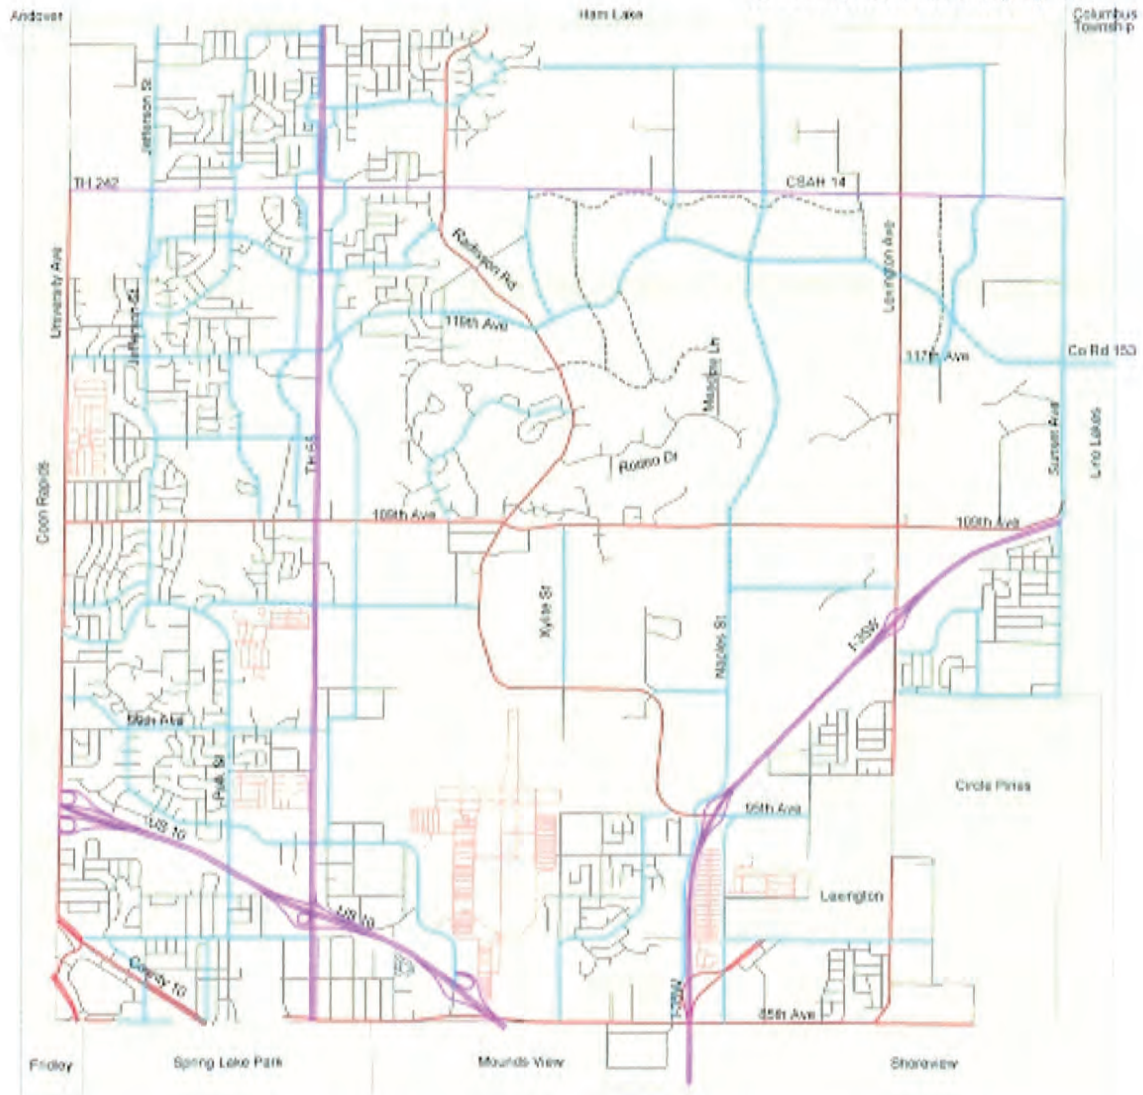 Andover
Ham Lake
Columbus
Township
Jefferson St
TH 242
CSAH 14
University Ave
Radisson Rd
Lexington Ave
Jefferson St
119th Ave
117th Ave
Co Rd 153
Meadow Ln
Sunset Ave
Lino Lakes
TH 65
Rodeo Dr
Coon Rapids
109th Ave
109th Ave
Xylite St
Naples St
I-35W
99th Ave
Polk St
Circle Pines
95th Ave
US 10
Lexington
US 10
County 10
I-35W
85th Ave
Fridley
Spring Lake Park
Mounds View
Shoreview